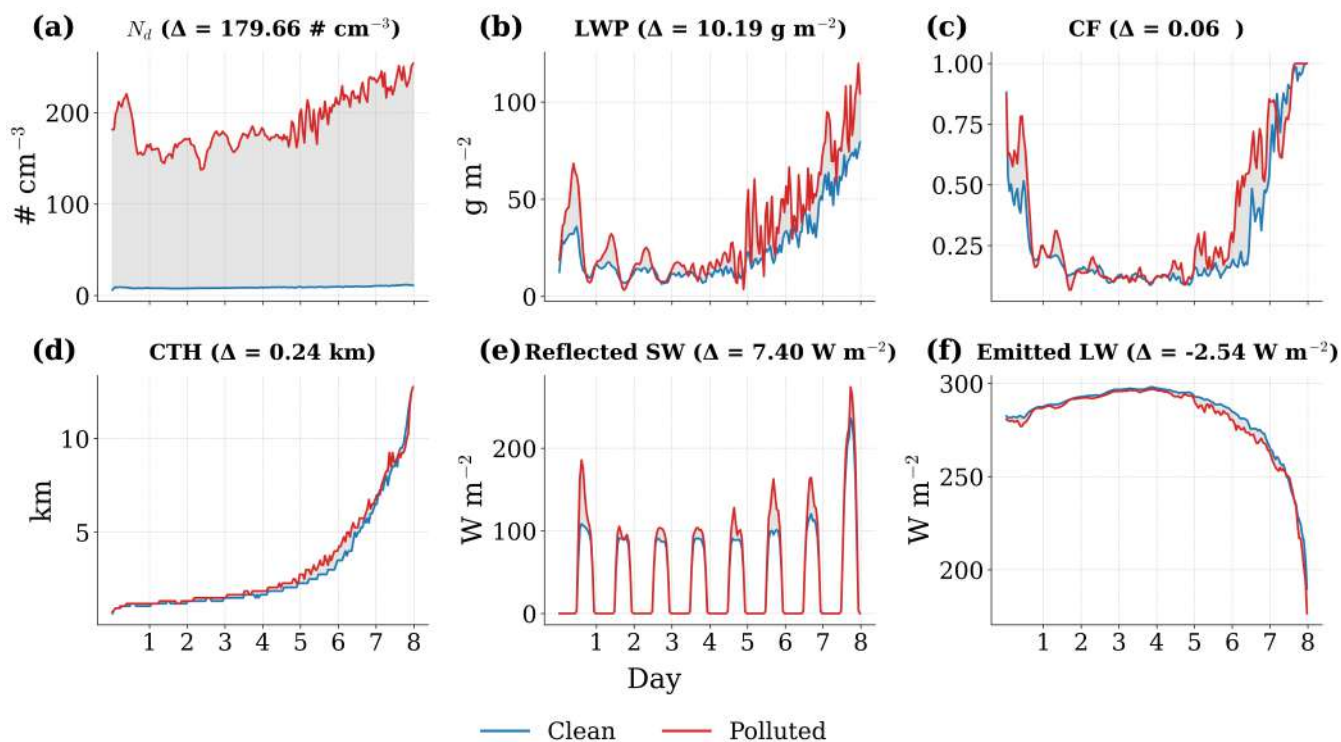 (a) N_d (Δ = 179.66 # cm⁻³)
# cm⁻³
200
100
0
(b) LWP (Δ = 10.19 g m⁻²)
g m⁻²
100
50
0
(c) CF (Δ = 0.06 )
1.00
0.75
0.50
0.25
(d) CTH (Δ = 0.24 km)
km
10
5
1 2 3 4 5 6 7 8
(e) Reflected SW (Δ = 7.40 W m⁻²)
W m⁻²
200
100
0
1 2 3 4 5 6 7 8
(f) Emitted LW (Δ = -2.54 W m⁻²)
W m⁻²
300
250
200
1 2 3 4 5 6 7 8
Day
Clean Polluted